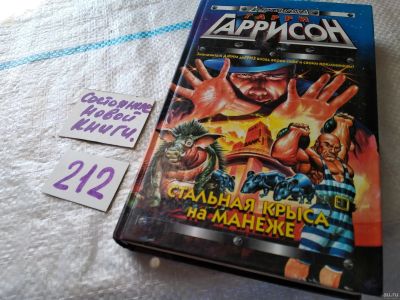 ГАРРИ
ГАРРИСОН
СТАЛЬНАЯ КРЫСА
на МАНЕЖЕ
Состояние
новой
книги.
212